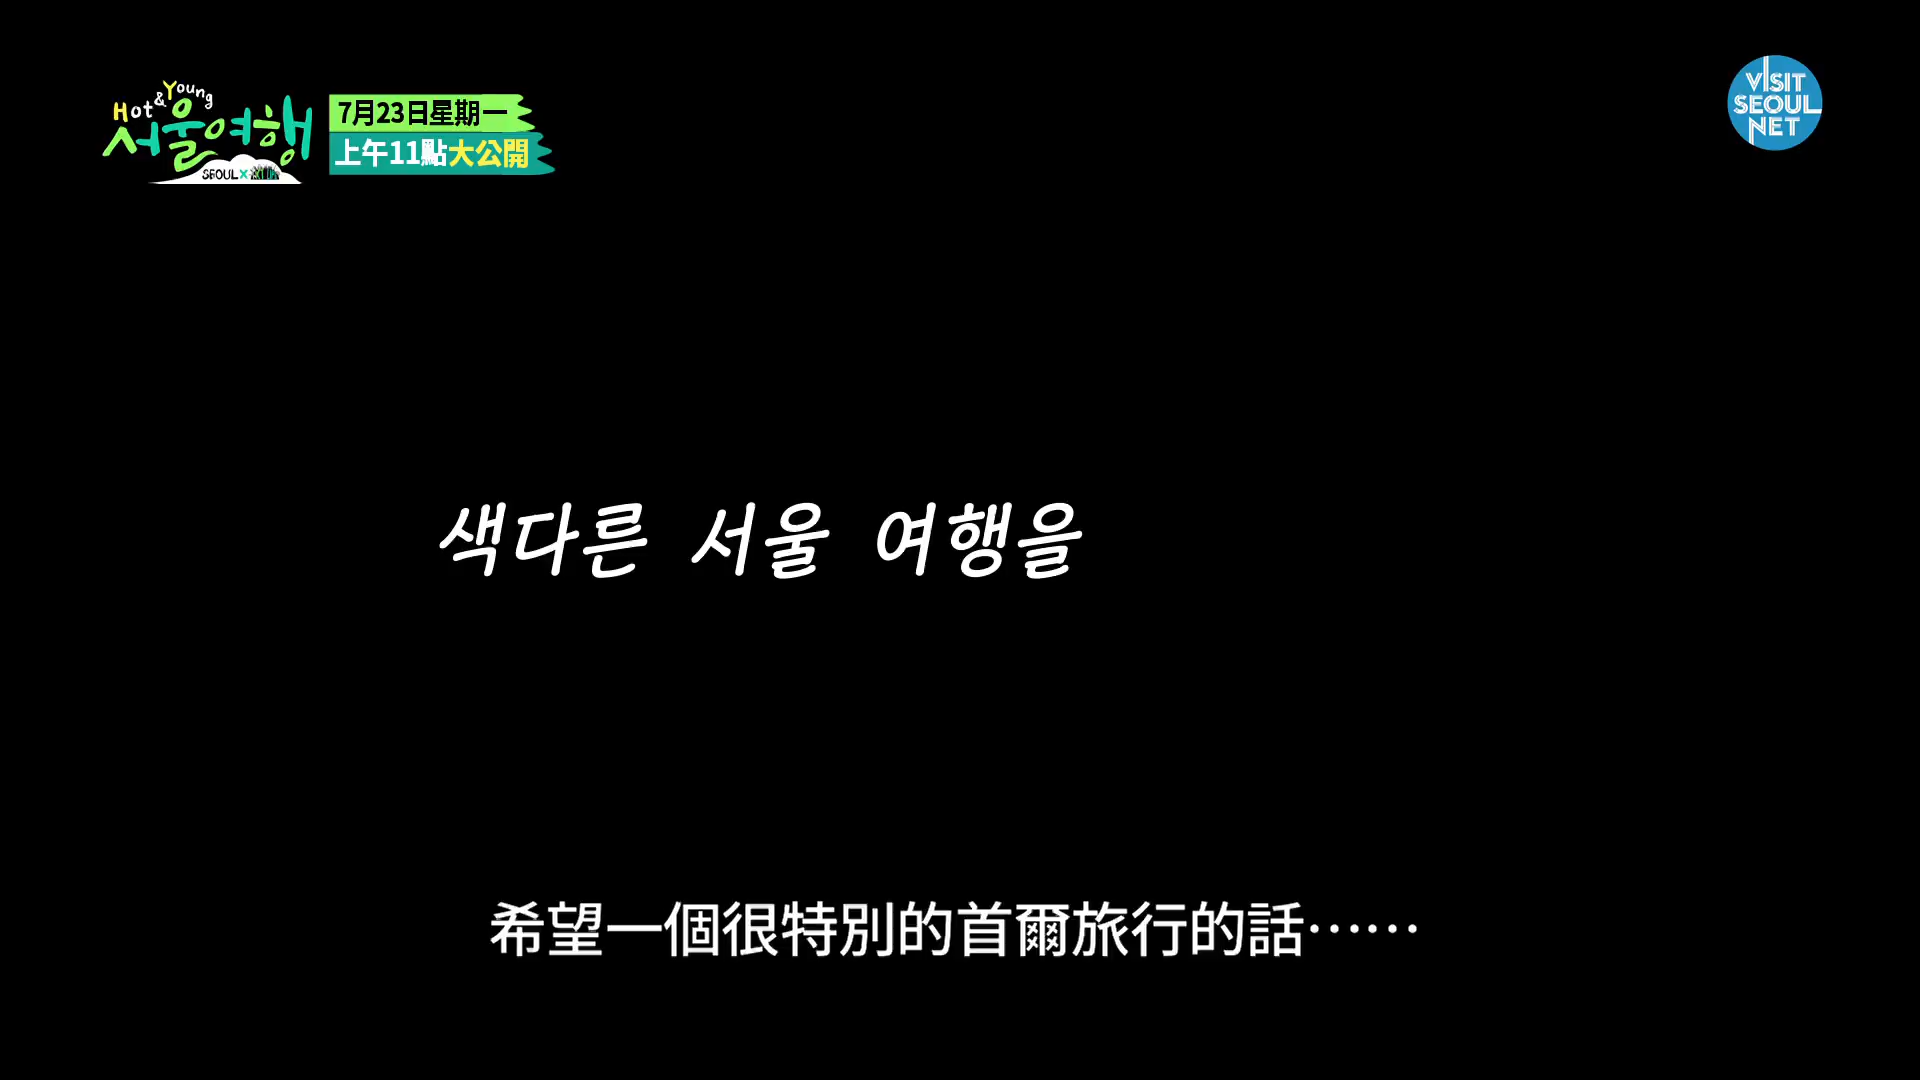 Hot & Young
서울여행
SEOUL X
7月23日星期一
上午11點大公開
VISIT
SEOUL
NET
색다른 서울 여행을
希望一個很特別的首爾旅行的話⋯⋯